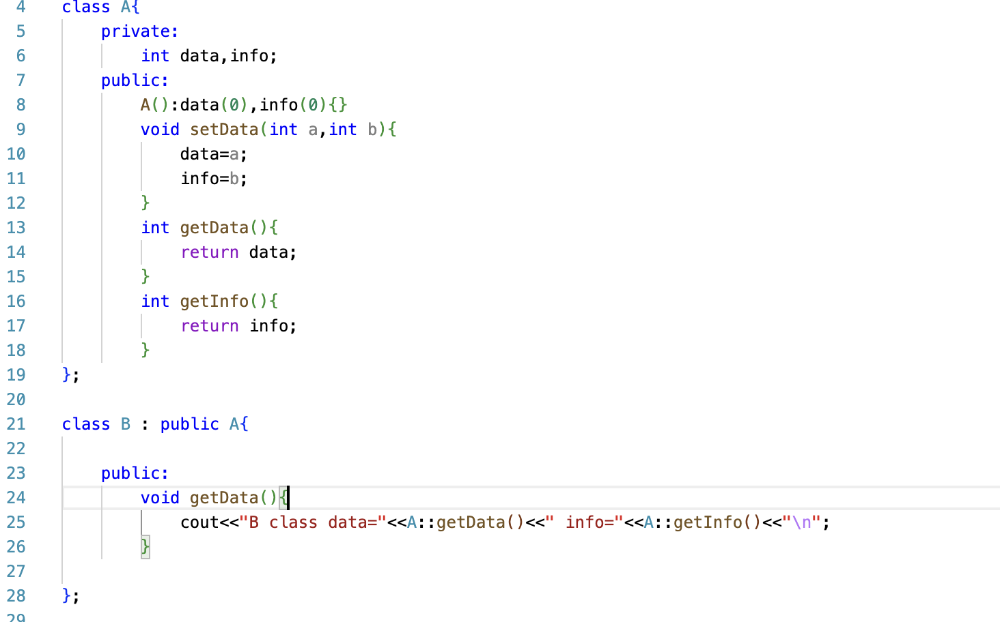 4 class A{
5 private:
6 int data,info;
7 public:
8 A():data(0),info(0){}
9 void setData(int a,int b){
10 data=a;
11 info=b;
12 }
13 int getData(){
14 return data;
15 }
16 int getInfo(){
17 return info;
18 }
19 };
20
21 class B : public A{
22
23 public:
24 void getData(){
25 cout<<"B class data="<<A::getData()<<" info="<<A::getInfo()<<"\n";
26 }
27
28 };
29